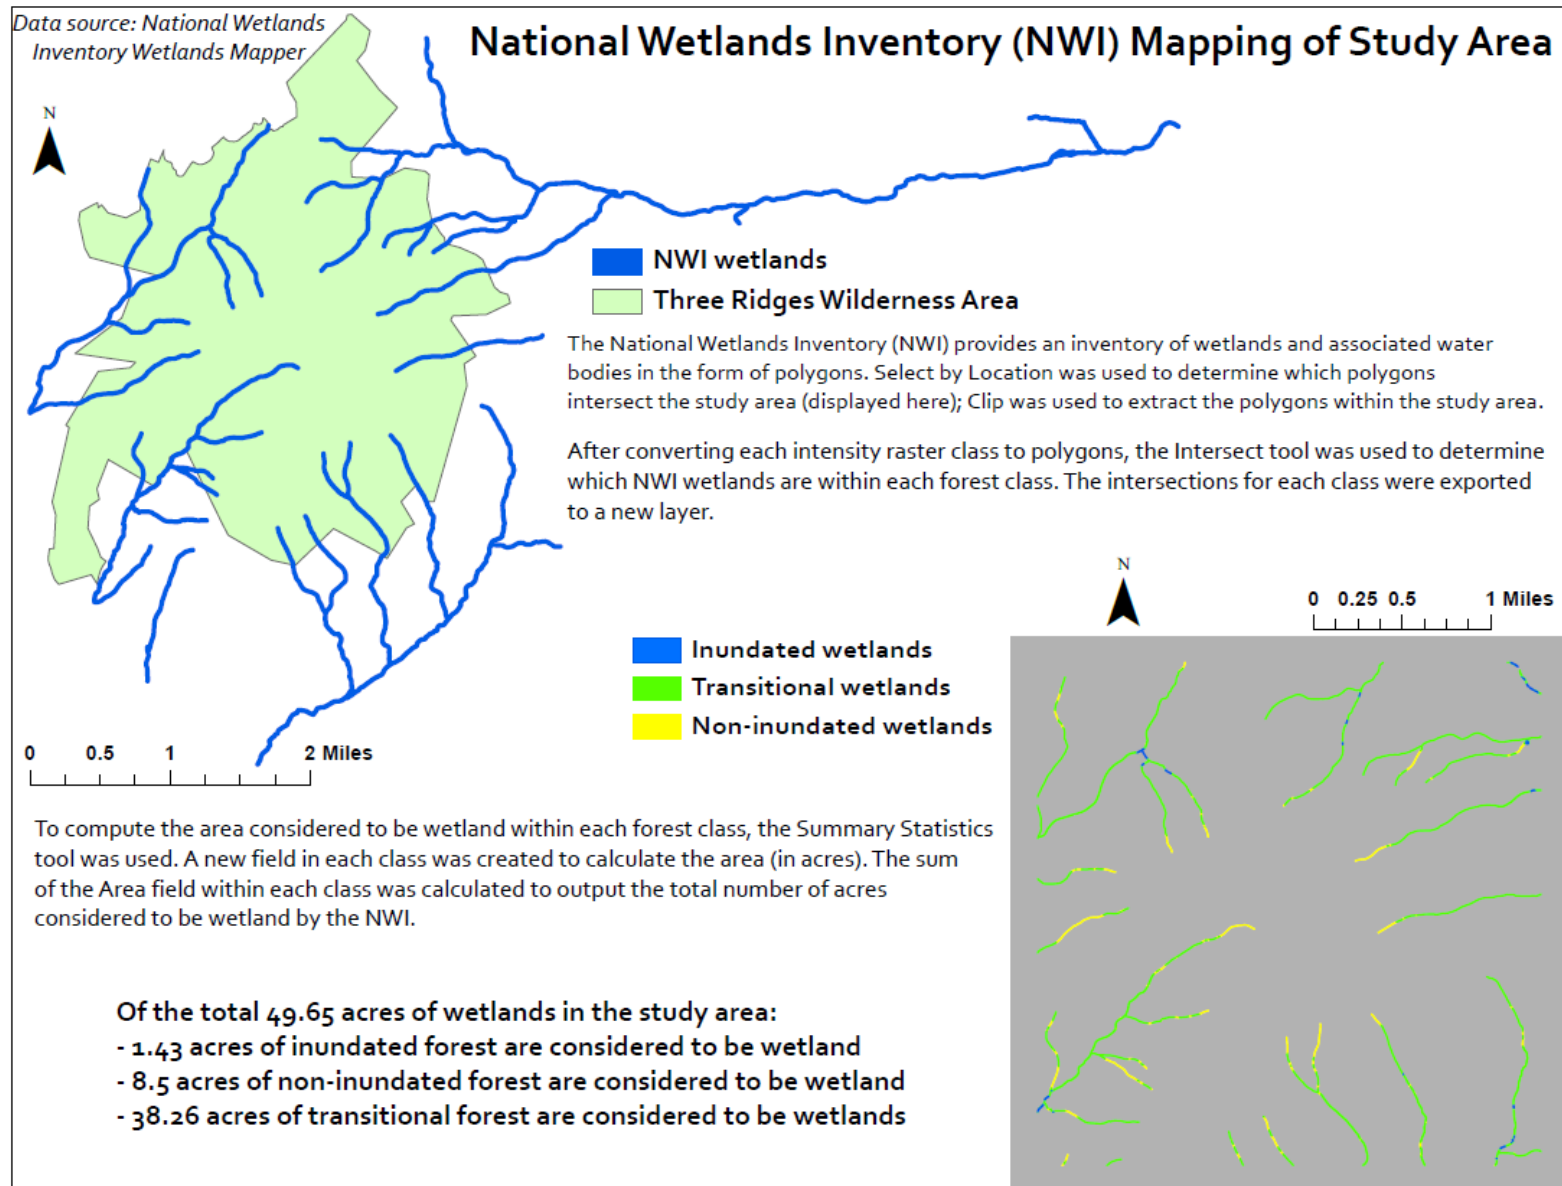 Data source: National Wetlands
Inventory Wetlands Mapper
National Wetlands Inventory (NWI) Mapping of Study Area
N
NWI wetlands
Three Ridges Wilderness Area
The National Wetlands Inventory (NWI) provides an inventory of wetlands and associated water
bodies in the form of polygons. Select by Location was used to determine which polygons
intersect the study area (displayed here); Clip was used to extract the polygons within the study area.
After converting each intensity raster class to polygons, the Intersect tool was used to determine
which NWI wetlands are within each forest class. The intersections for each class were exported
to a new layer.
N
0 0.25 0.5 1 Miles
Inundated wetlands
Transitional wetlands
Non-inundated wetlands
0 0.5 1 2 Miles
To compute the area considered to be wetland within each forest class, the Summary Statistics
tool was used. A new field in each class was created to calculate the area (in acres). The sum
of the Area field within each class was calculated to output the total number of acres
considered to be wetland by the NWI.
Of the total 49.65 acres of wetlands in the study area:
- 1.43 acres of inundated forest are considered to be wetland
- 8.5 acres of non-inundated forest are considered to be wetland
- 38.26 acres of transitional forest are considered to be wetlands